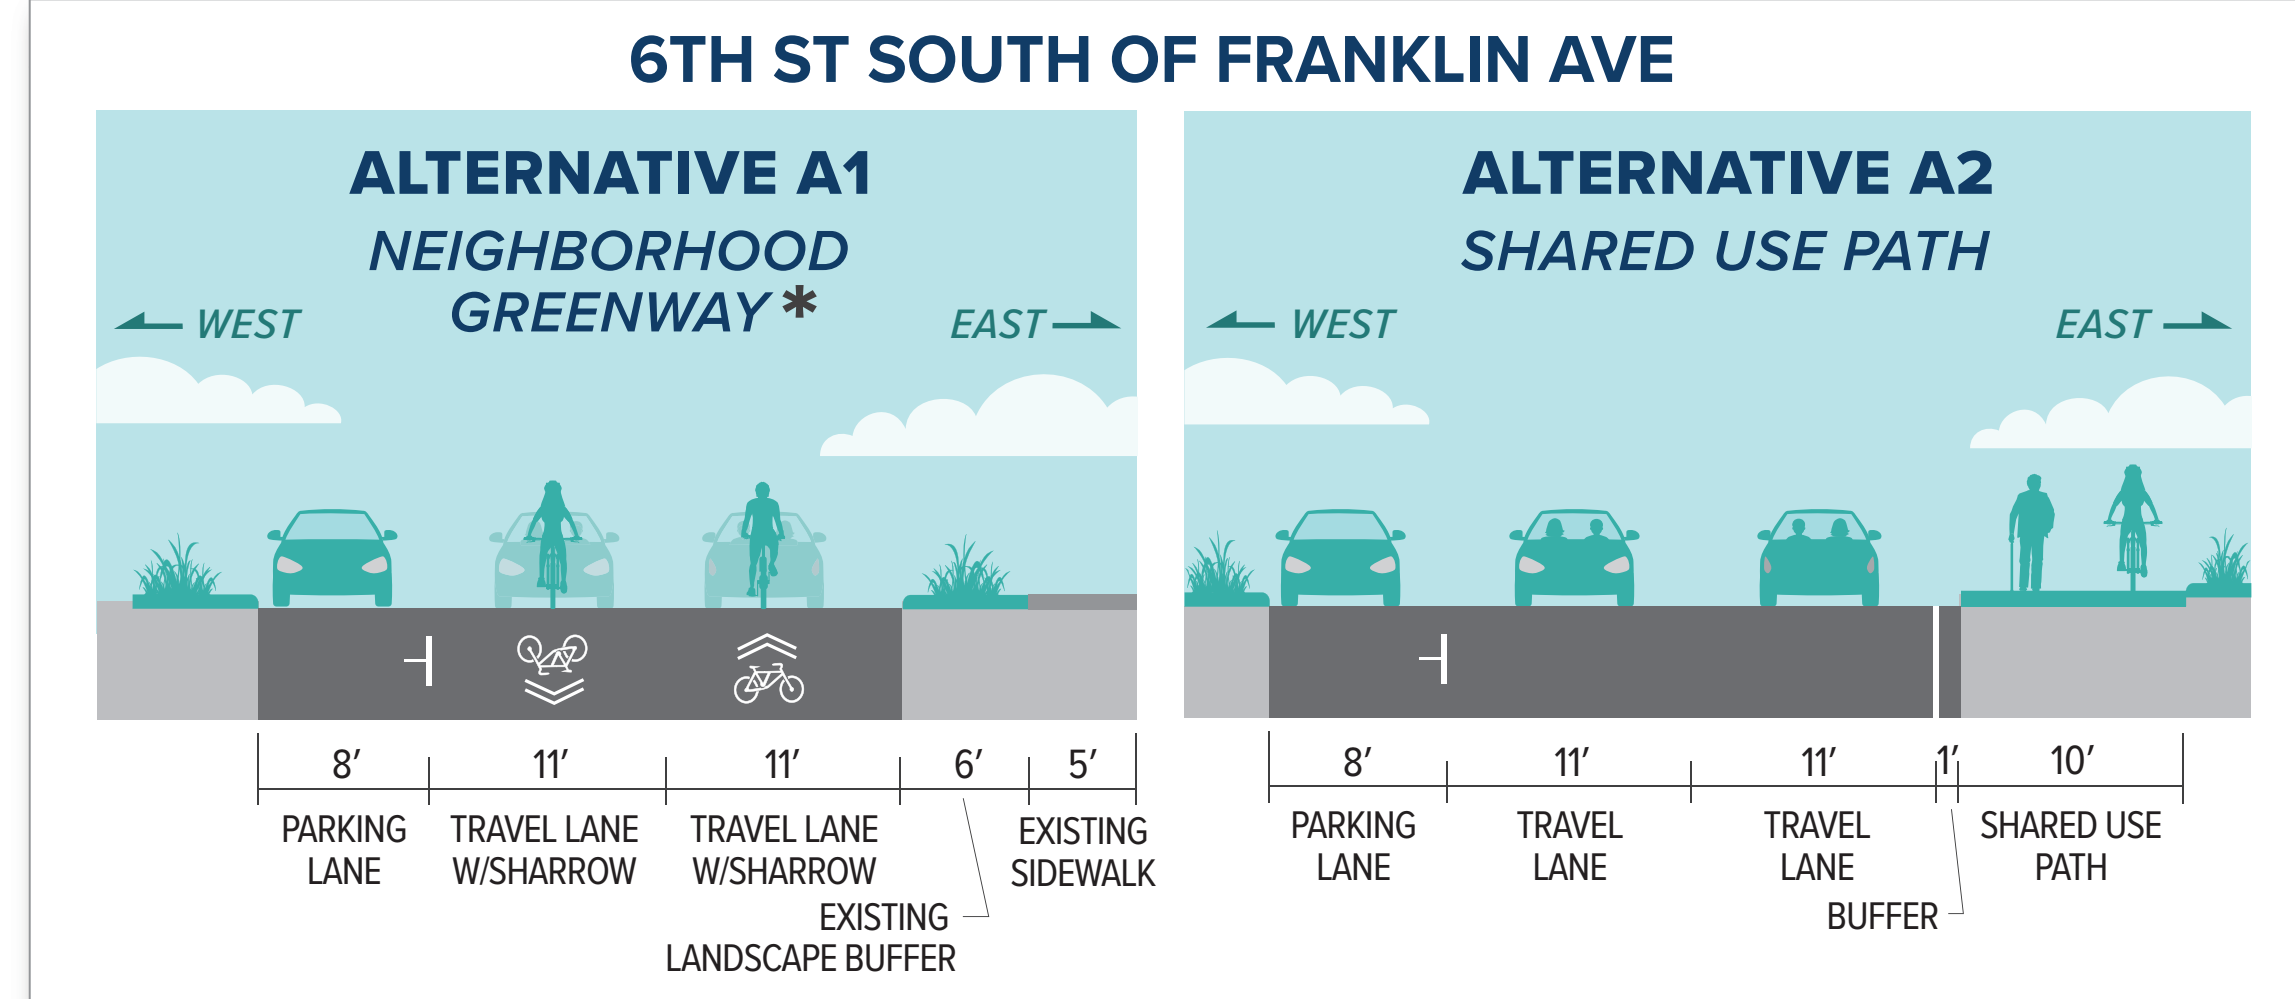 6TH ST SOUTH OF FRANKLIN AVE
ALTERNATIVE A1
NEIGHBORHOOD
GREENWAY *
WEST
EAST
8′
11′
11′
6′
5′
PARKING
LANE
TRAVEL LANE
W/SHARROW
TRAVEL LANE
W/SHARROW
EXISTING
LANDSCAPE BUFFER
EXISTING
SIDEWALK
ALTERNATIVE A2
SHARED USE PATH
WEST
EAST
8′
11′
11′
1′
10′
PARKING
LANE
TRAVEL
LANE
TRAVEL
LANE
BUFFER
SHARED USE
PATH